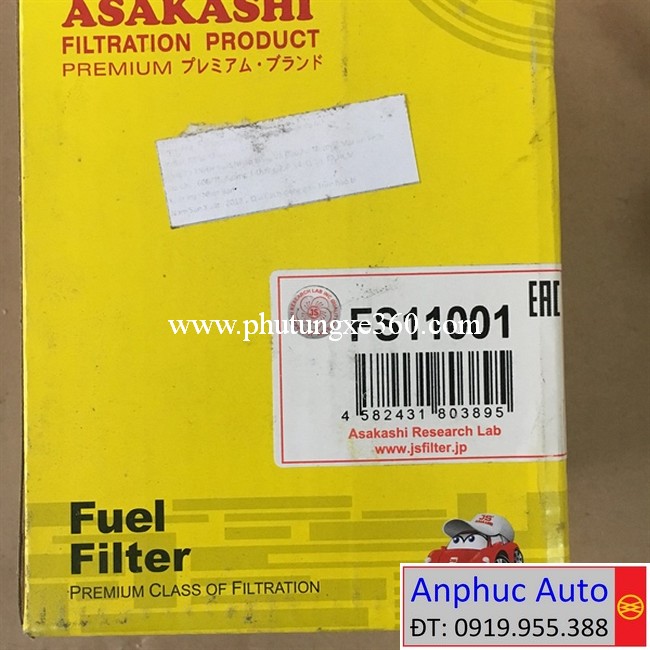 ASAKASHI
FILTRATION PRODUCT
PREMIUM プレミアム・ブランド
www.phutungxe360.com
FS11001
EAC
4 582431 803895
Asakashi Research Lab
www.jsfilter.jp
Fuel
Filter
PREMIUM CLASS OF FILTRATION
JS
Anphuc Auto
ĐT: 0919.955.388